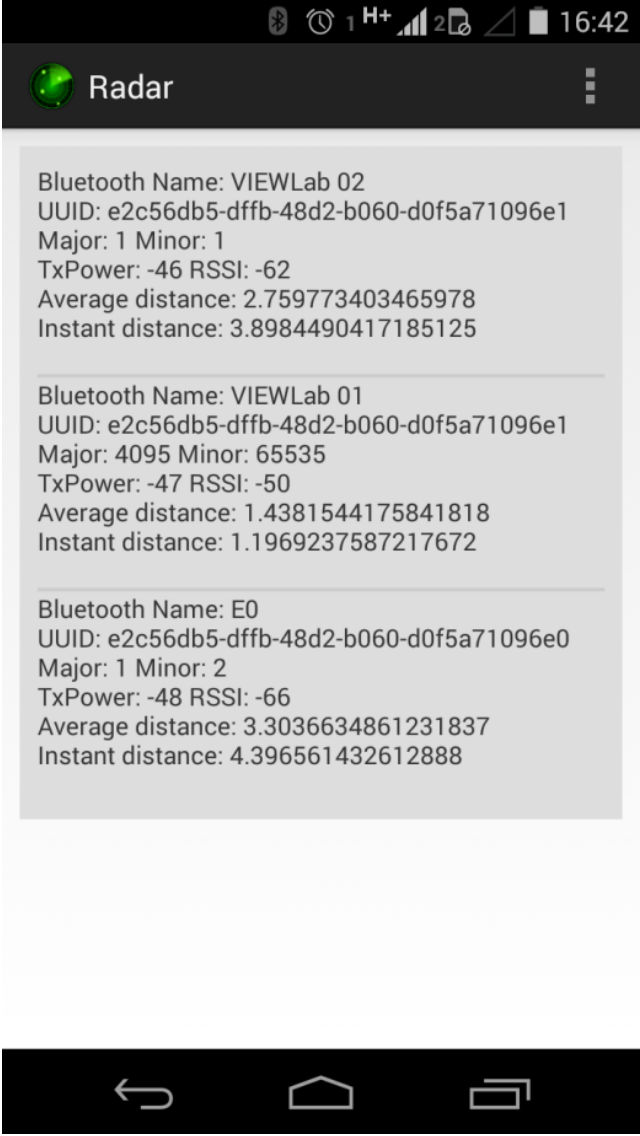 1 H+ 2 16:42
Radar
Bluetooth Name: VIEWLab 02
UUID: e2c56db5-dffb-48d2-b060-d0f5a71096e1
Major: 1 Minor: 1
TxPower: -46 RSSI: -62
Average distance: 2.759773403465978
Instant distance: 3.8984490417185125
Bluetooth Name: VIEWLab 01
UUID: e2c56db5-dffb-48d2-b060-d0f5a71096e1
Major: 4095 Minor: 65535
TxPower: -47 RSSI: -50
Average distance: 1.4381544175841818
Instant distance: 1.1969237587217672
Bluetooth Name: E0
UUID: e2c56db5-dffb-48d2-b060-d0f5a71096e0
Major: 1 Minor: 2
TxPower: -48 RSSI: -66
Average distance: 3.3036634861231837
Instant distance: 4.396561432612888